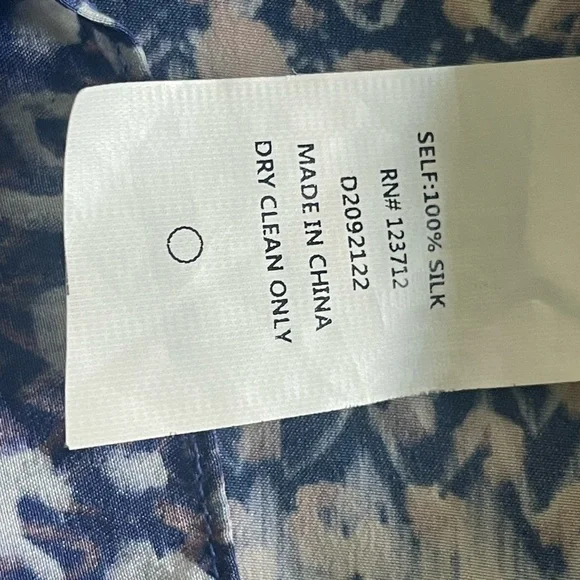 SELF:100% SILK
RN# 123712
D2092122
MADE IN CHINA
DRY CLEAN ONLY